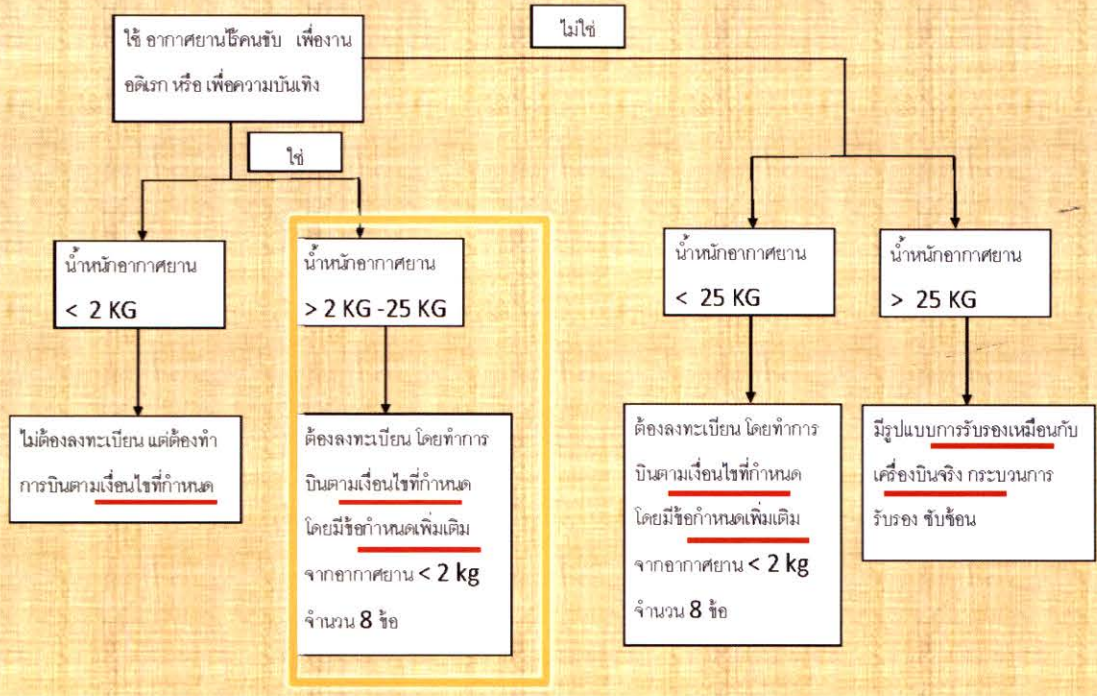 ใช้ อากาศยานไร้คนขับ เพื่องาน
อดิเรก หรือ เพื่อความบันเทิง
ไม่ใช่
ใช่
น้ำหนักอากาศยาน
< 2 KG
น้ำหนักอากาศยาน
> 2 KG -25 KG
น้ำหนักอากาศยาน
< 25 KG
น้ำหนักอากาศยาน
> 25 KG
ไม่ต้องลงทะเบียน แต่ต้องทำ
การบินตามเงื่อนไขที่กำหนด
ต้องลงทะเบียน โดยทำการ
บินตามเงื่อนไขที่กำหนด
โดยมีข้อกำหนดเพิ่มเติม
จากอากาศยาน < 2 kg
จำนวน 8 ข้อ
ต้องลงทะเบียน โดยทำการ
บินตามเงื่อนไขที่กำหนด
โดยมีข้อกำหนดเพิ่มเติม
จากอากาศยาน < 2 kg
จำนวน 8 ข้อ
มีรูปแบบการรับรองเหมือนกับ
เครื่องบินจริง กระบวนการ
รับรอง ซับซ้อน